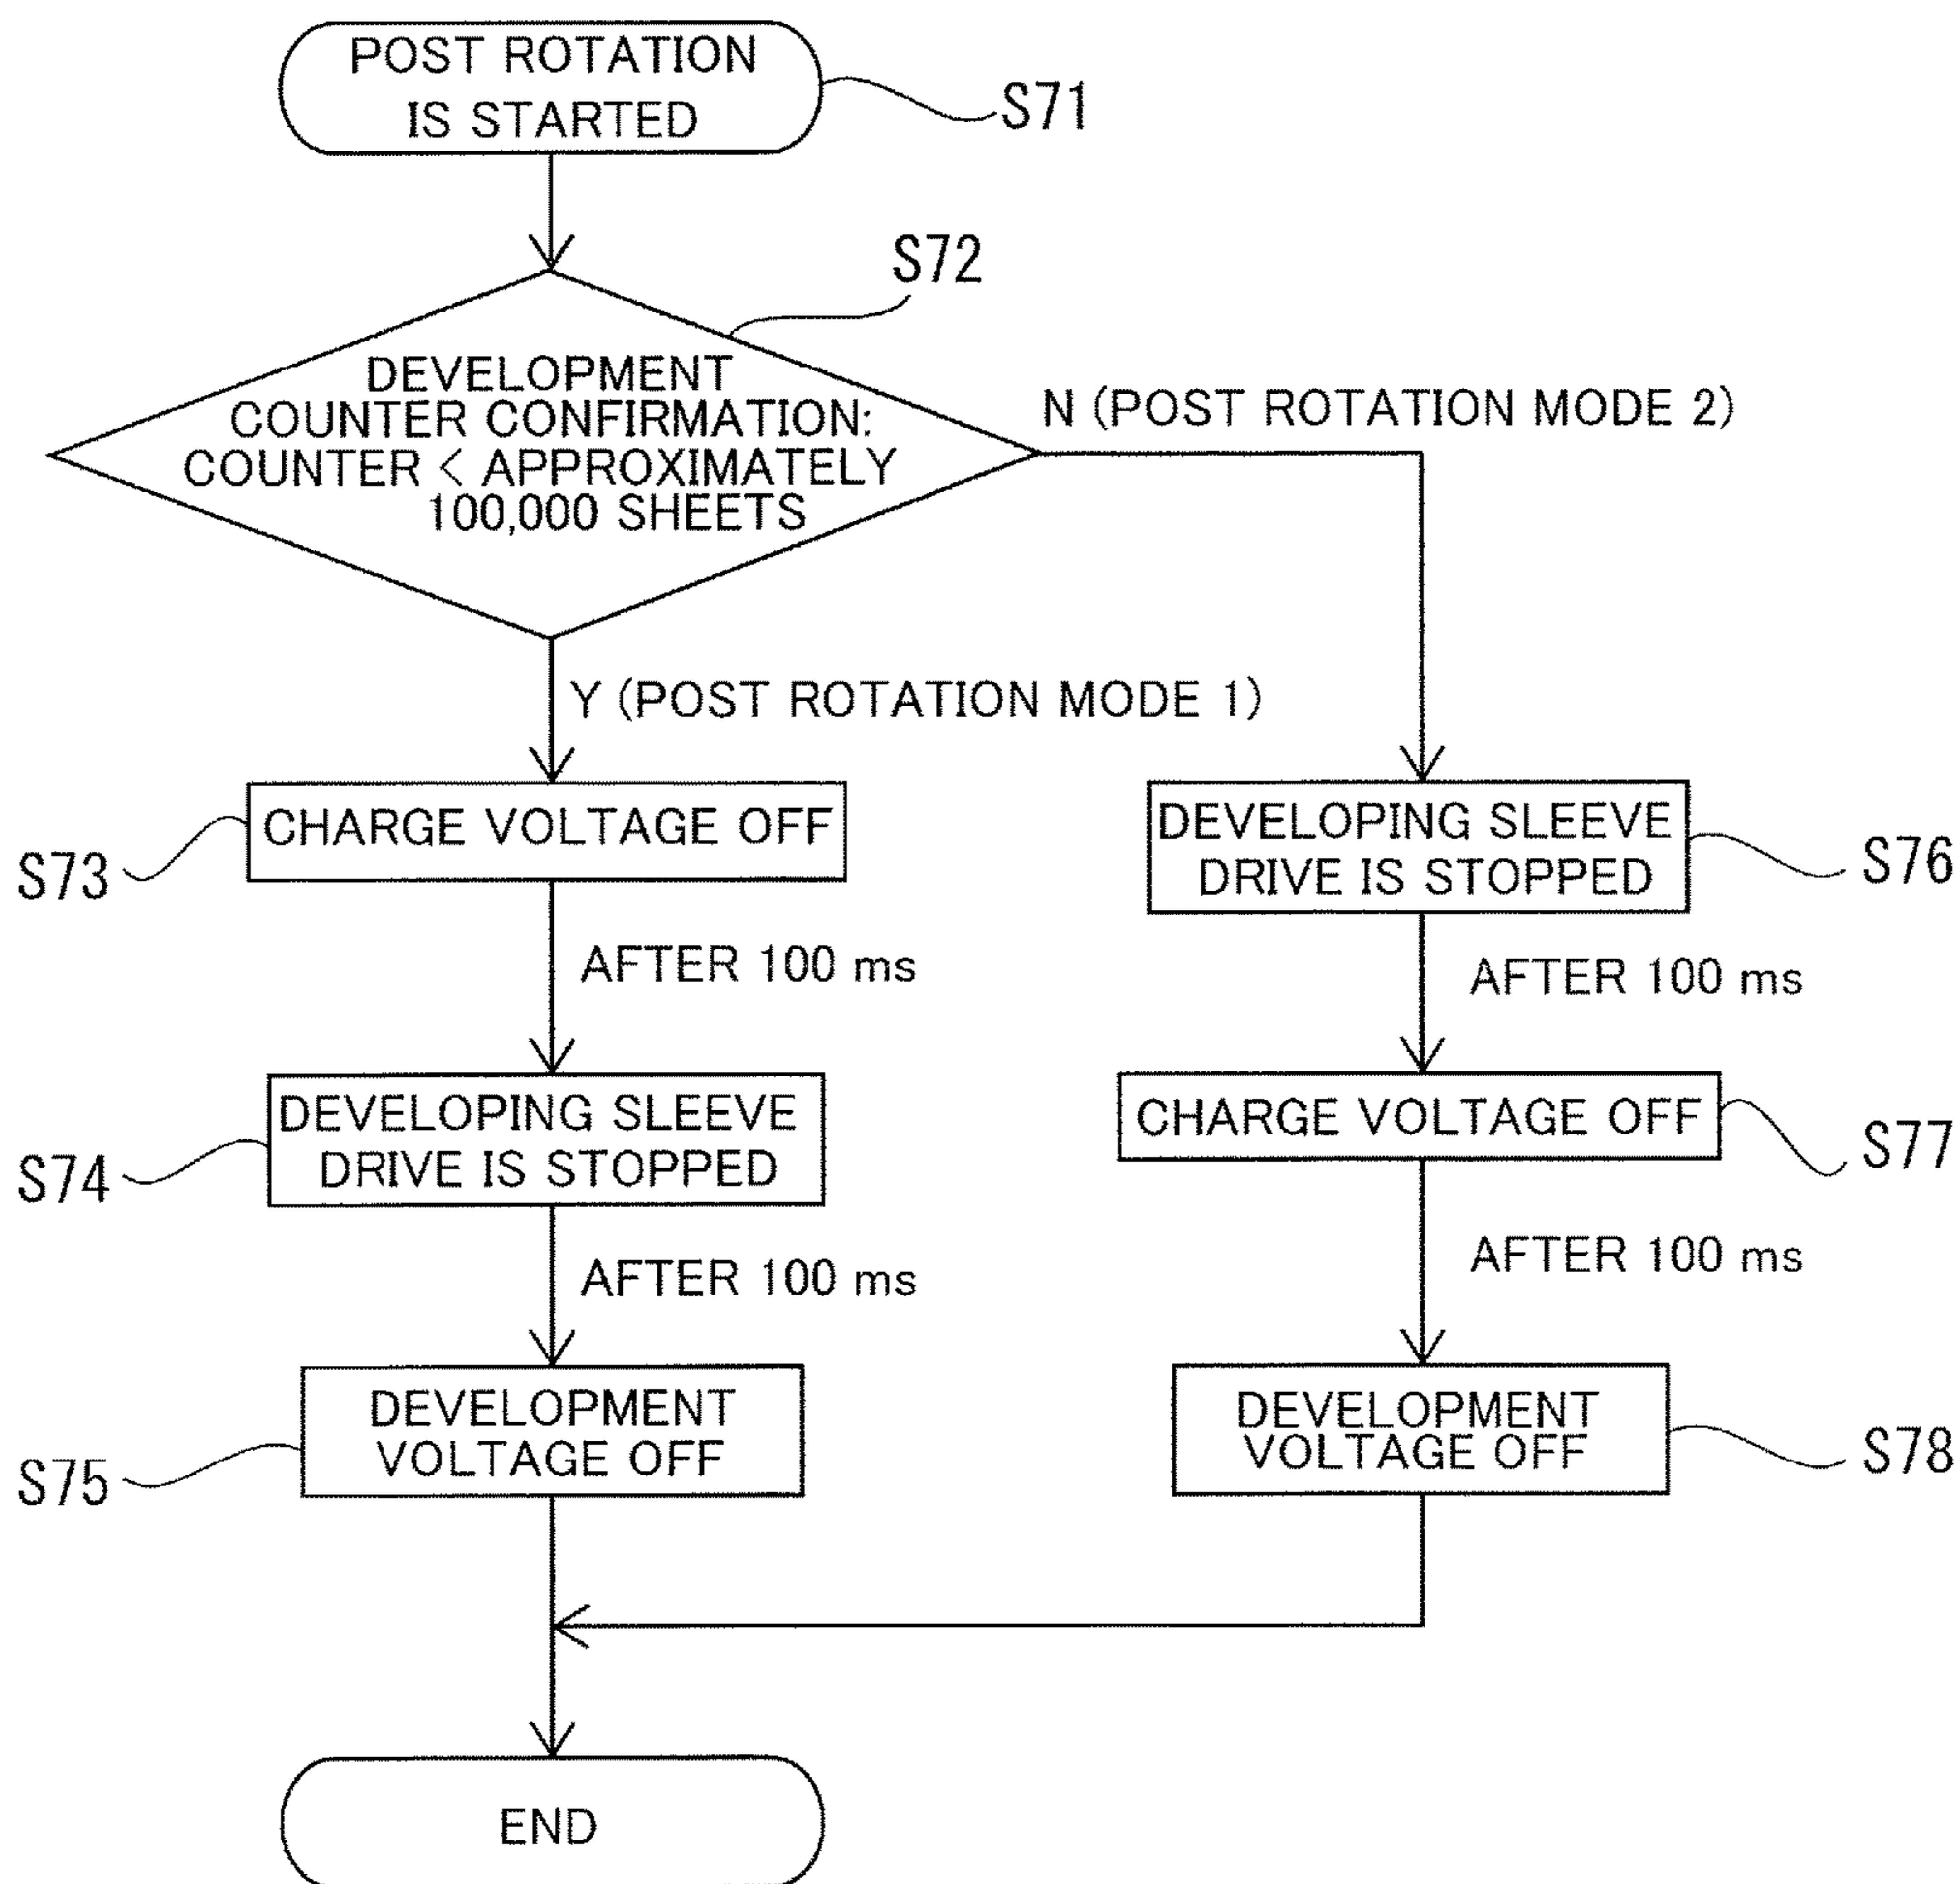 POST ROTATION
IS STARTED
S71
S72
DEVELOPMENT
COUNTER CONFIRMATION:
COUNTER < APPROXIMATELY
100,000 SHEETS
N (POST ROTATION MODE 2)
Y (POST ROTATION MODE 1)
S73
CHARGE VOLTAGE OFF
AFTER 100 ms
S74
DEVELOPING SLEEVE
DRIVE IS STOPPED
AFTER 100 ms
S75
DEVELOPMENT
VOLTAGE OFF
DEVELOPING SLEEVE
DRIVE IS STOPPED
S76
AFTER 100 ms
CHARGE VOLTAGE OFF
S77
AFTER 100 ms
DEVELOPMENT
VOLTAGE OFF
S78
END